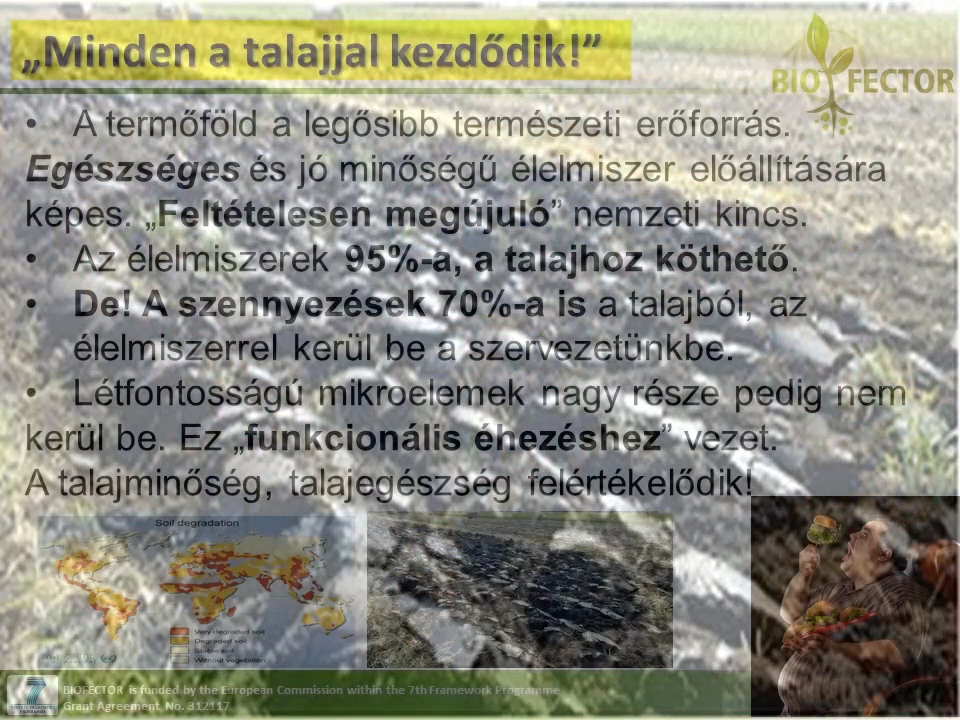 „Minden a talajjal kezdődik!”
BIO FECTOR
• A termőföld a legősibb természeti erőforrás.
Egészséges és jó minőségű élelmiszer előállítására
képes. „Feltételesen megújuló” nemzeti kincs.
• Az élelmiszerek 95%-a, a talajhoz köthető.
• De! A szennyezések 70%-a is a talajból, az
élelmiszerrel kerül be a szervezetünkbe.
• Létfontosságú mikroelemek nagy része pedig nem
kerül be. Ez „funkcionális éhezéshez” vezet.
A talajminőség, talajegészség felértékelődik!
Soil degradation
Very degraded soil
Degraded soil
Stable soil
Without vegetation
BIOFECTOR is funded by the European Commission within the 7th Framework Programme
Grant Agreement No. 312117